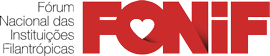 Fórum
Nacional das
Instituições
Filantrópicas
FONIF